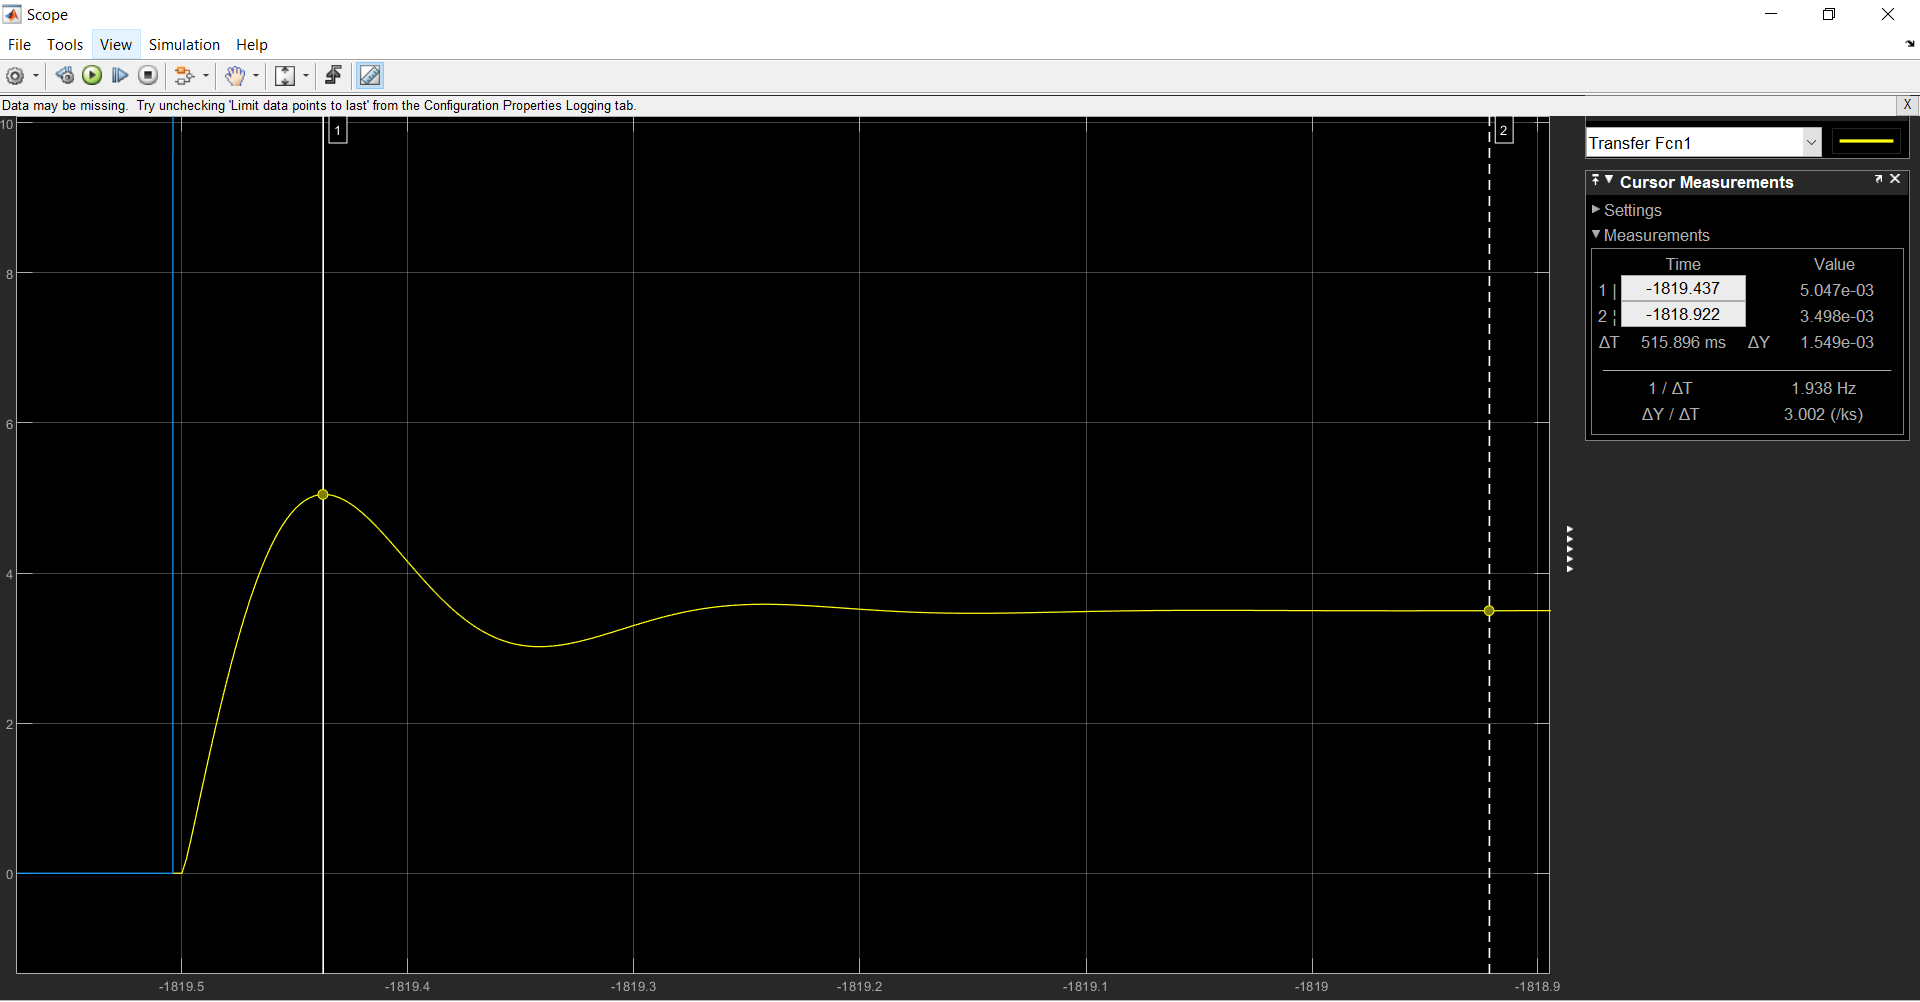 Scope
File Tools View Simulation Help
Data may be missing. Try unchecking 'Limit data points to last' from the Configuration Properties Logging tab.
X
10
8
6
4
2
0
1
2
-1819.5
-1819.4
-1819.3
-1819.2
-1819.1
-1819
-1818.9
Transfer Fcn1
Cursor Measurements
Settings
Measurements
Time Value
1 | -1819.437 5.047e-03
2 ¦ -1818.922 3.498e-03
ΔT 515.896 ms ΔY 1.549e-03
1 / ΔT 1.938 Hz
ΔY / ΔT 3.002 (/ks)